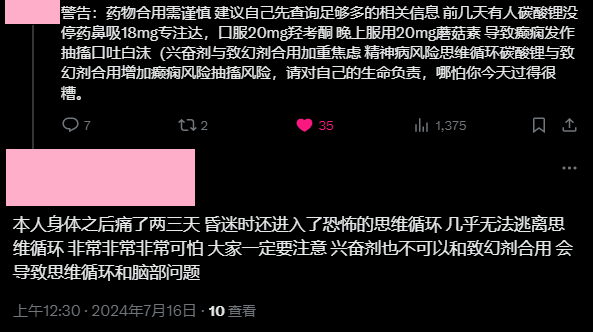 警告：药物合用需谨慎 建议自己先查询足够多的相关信息 前几天有人碳酸锂没
停药鼻吸18mg专注达，口服20mg羟考酮 晚上服用20mg蘑菇素 导致癫痫发作
抽搐口吐白沫（兴奋剂与致幻剂合用加重焦虑 精神病风险思维循环碳酸锂与致
幻剂合用增加癫痫风险抽搐风险，请对自己的生命负责，哪怕你今天过得很
糟。
7 2 35 1,375
本人身体之后痛了两三天 昏迷时还进入了恐怖的思维循环 几乎无法逃离思
维循环 非常非常非常可怕 大家一定要注意 兴奋剂也不可以和致幻剂合用 会
导致思维循环和脑部问题
上午12:30 · 2024年7月16日 · 10 查看